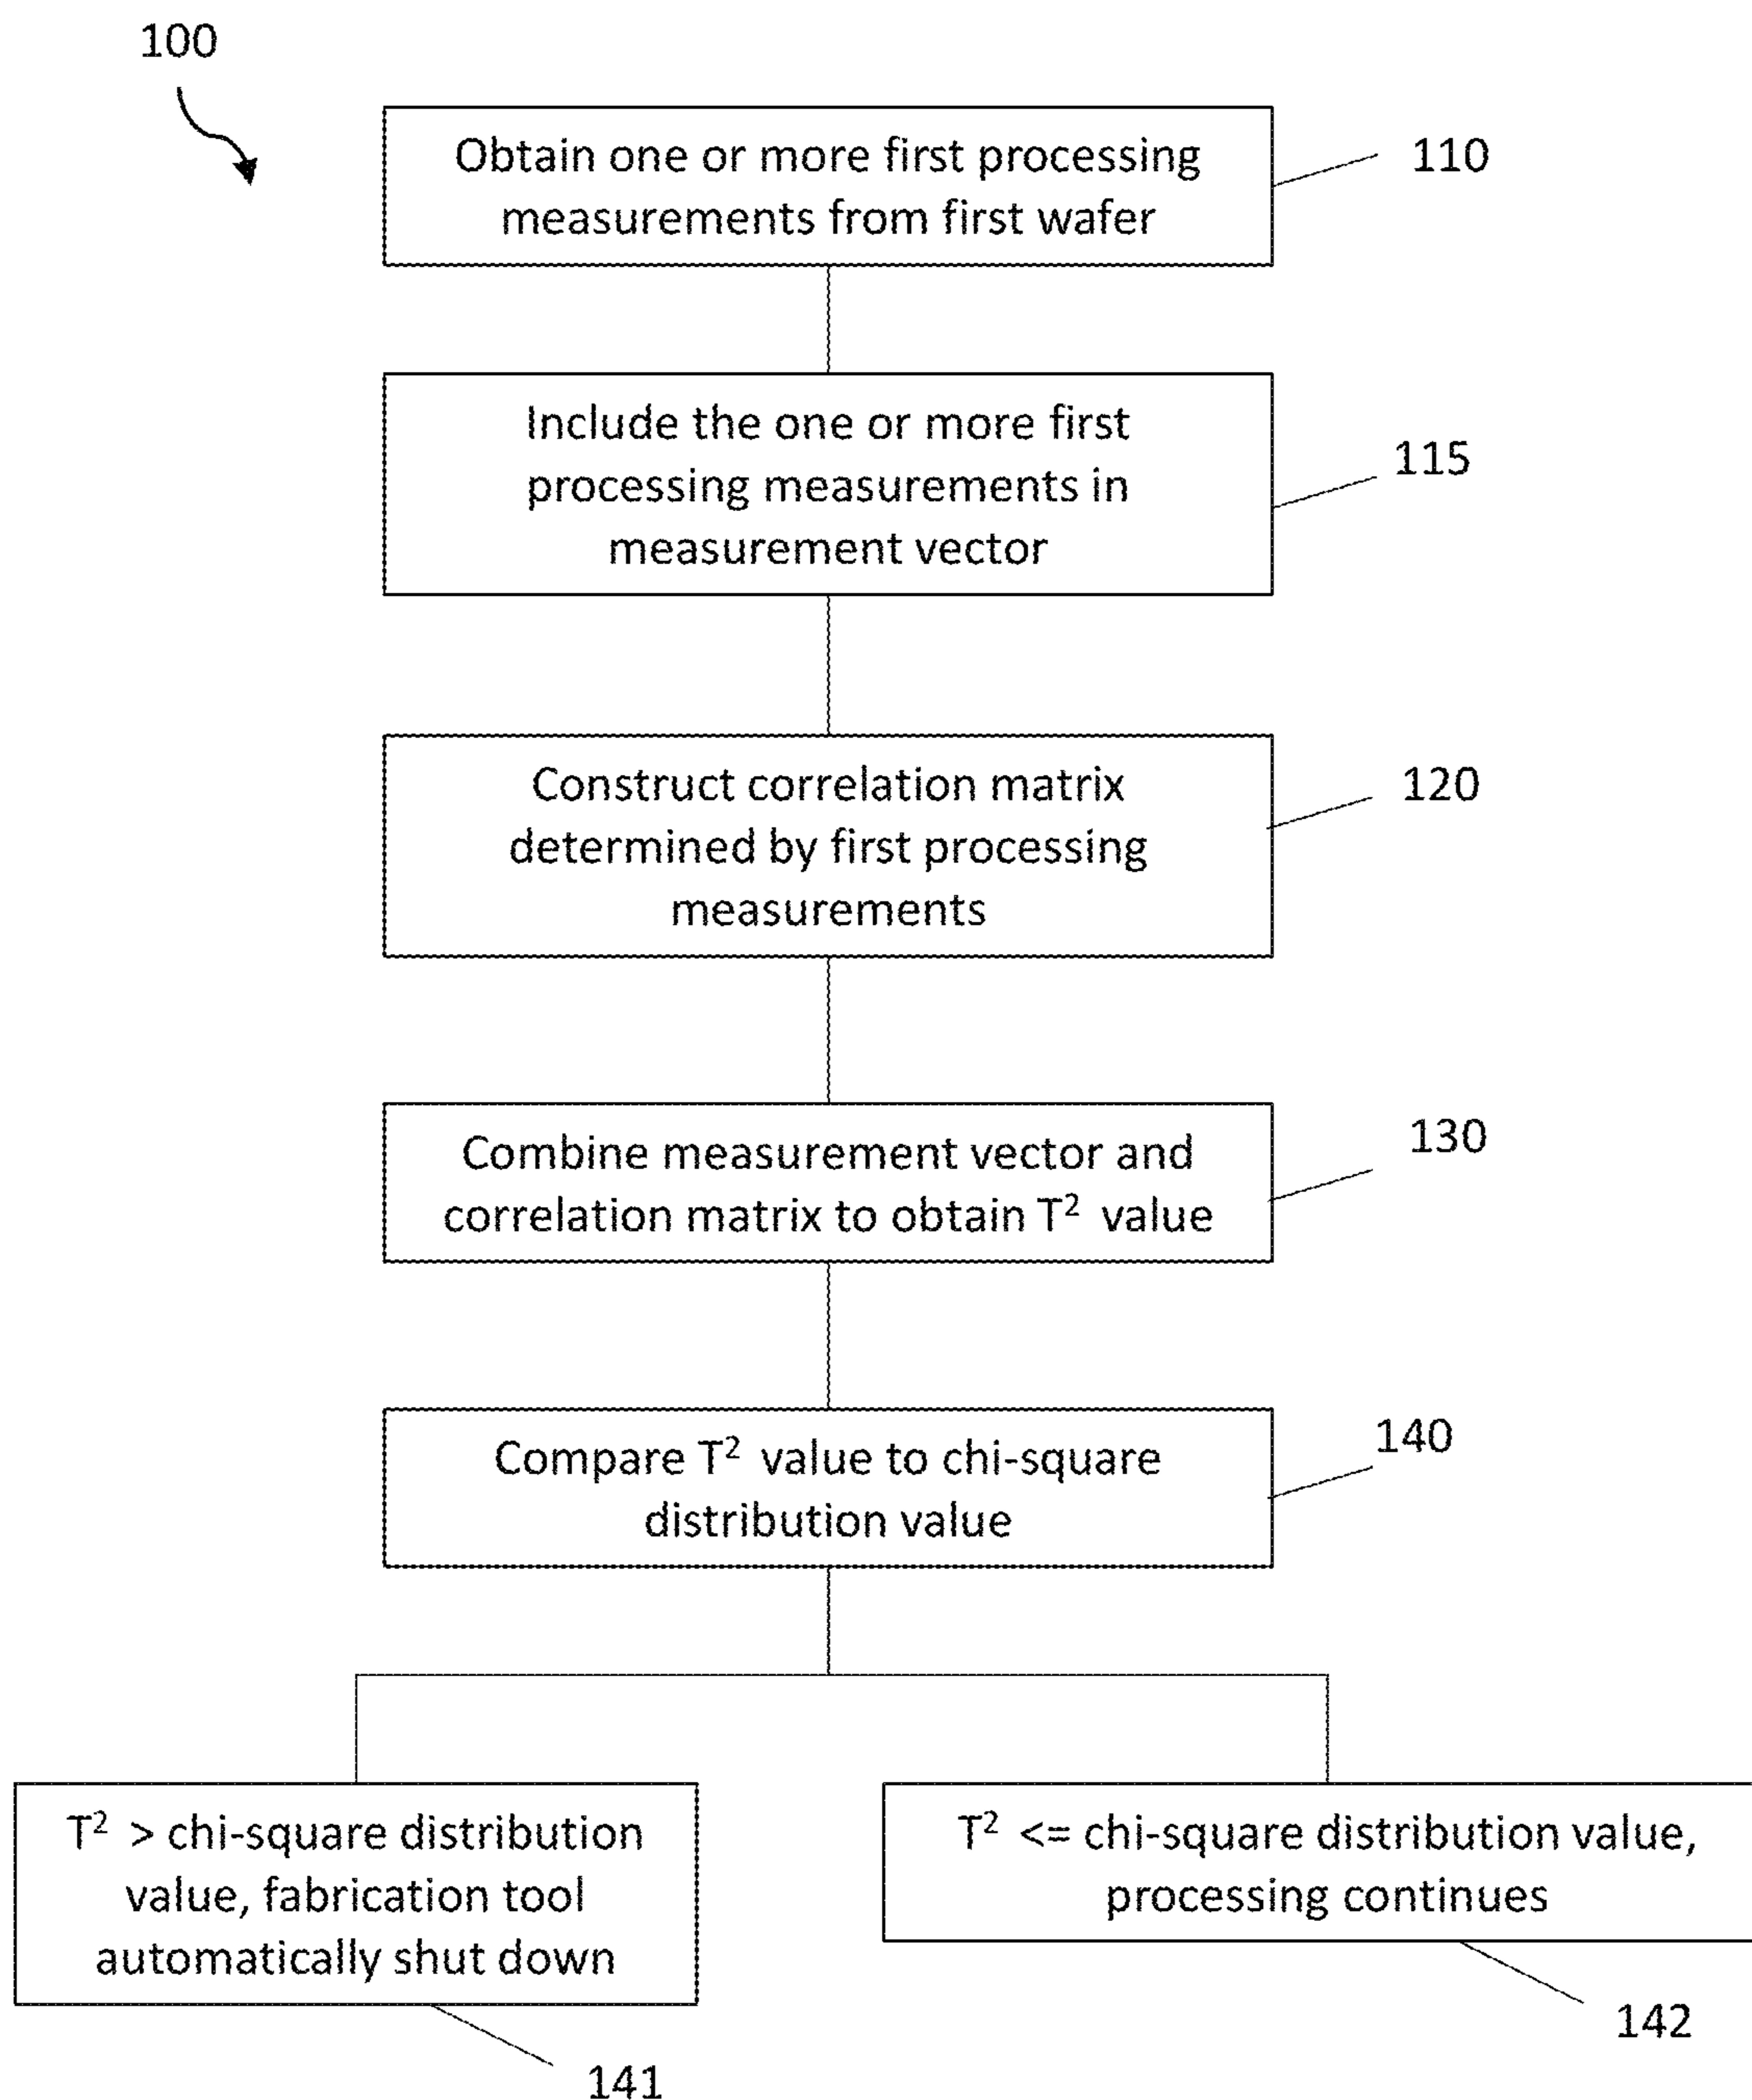 100
Obtain one or more first processing
measurements from first wafer
110
Include the one or more first
processing measurements in
measurement vector
115
Construct correlation matrix
determined by first processing
measurements
120
Combine measurement vector and
correlation matrix to obtain T² value
130
Compare T² value to chi-square
distribution value
140
T² > chi-square distribution
value, fabrication tool
automatically shut down
141
T² <= chi-square distribution value,
processing continues
142